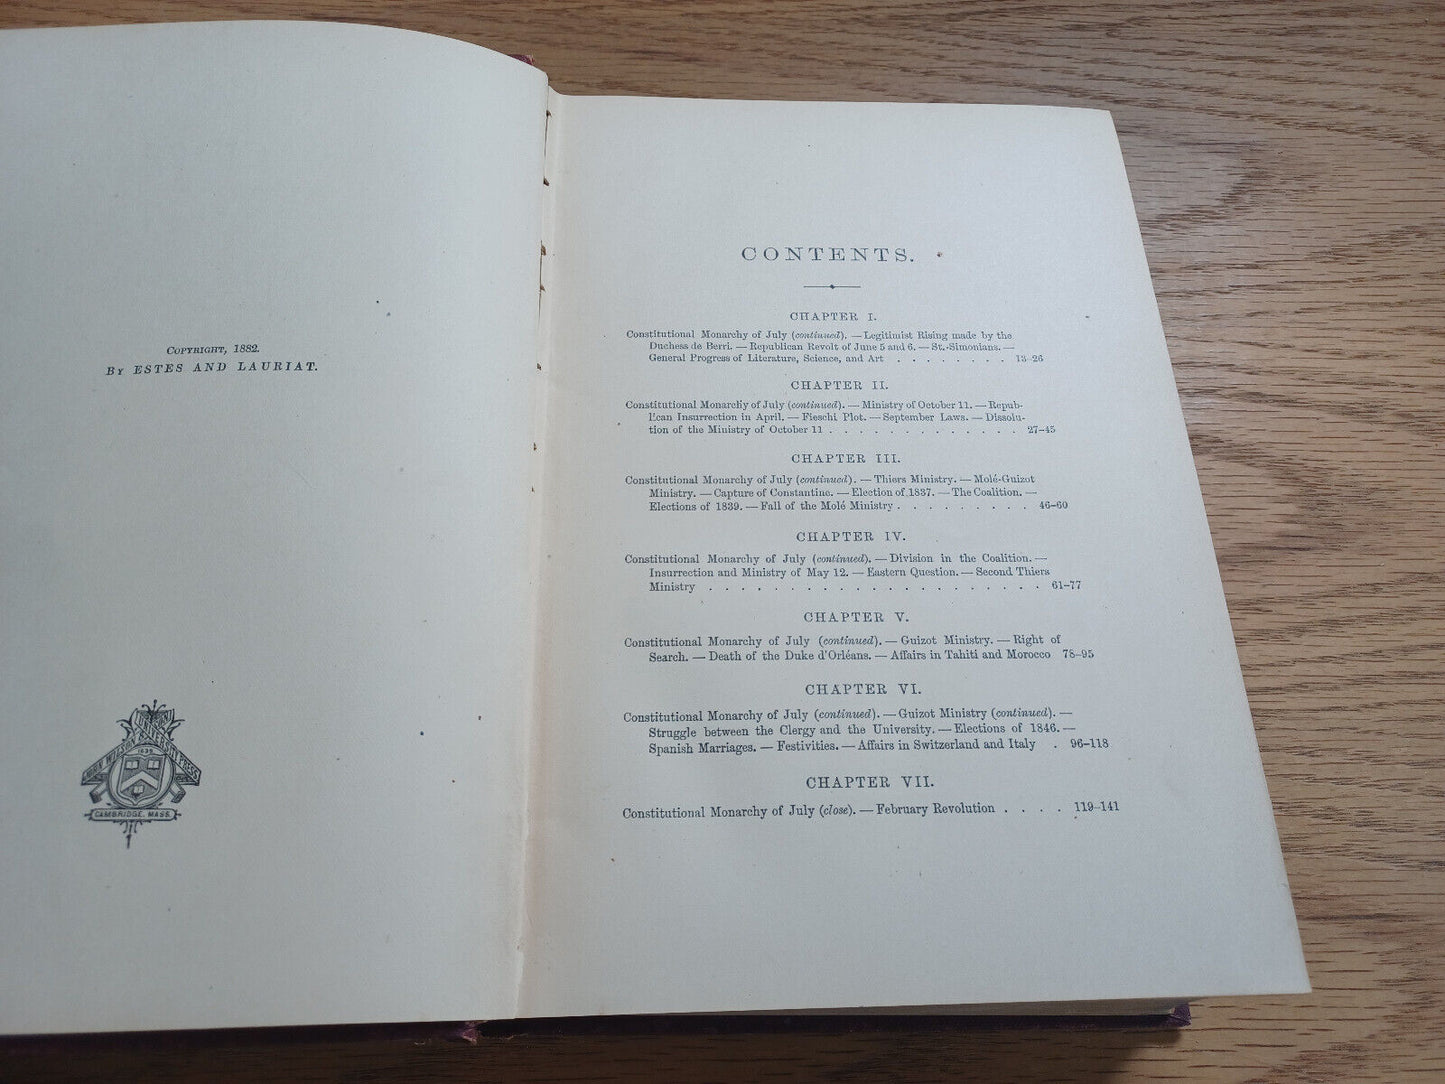 Copyright, 1882.
By ESTES AND LAURIAT.
1639
CAMBRIDGE, MASS.
CONTENTS.
CHAPTER I.
Constitutional Monarchy of July (continued). — Legitimist Rising made by the
Duchess de Berri. — Republican Revolt of June 5 and 6. — St.-Simonians. —
General Progress of Literature, Science, and Art . . . . . . . . 13-26
CHAPTER II.
Constitutional Monarchy of July (continued). — Ministry of October 11. — Repub-
lican Insurrection in April. — Fieschi Plot. — September Laws. — Dissolu-
tion of the Ministry of October 11 . . . . . . . . . . . . . 27-45
CHAPTER III.
Constitutional Monarchy of July (continued). — Thiers Ministry. — Molé-Guizot
Ministry. — Capture of Constantine. — Election of 1837. — The Coalition. —
Elections of 1839. — Fall of the Molé Ministry . . . . . . . . . 46-60
CHAPTER IV.
Constitutional Monarchy of July (continued). — Division in the Coalition. —
Insurrection and Ministry of May 12. — Eastern Question. — Second Thiers
Ministry . . . . . . . . . . . . . . . . . . . . . 61-77
CHAPTER V.
Constitutional Monarchy of July (continued). — Guizot Ministry. — Right of
Search. — Death of the Duke d'Orléans. — Affairs in Tahiti and Morocco 78-95
CHAPTER VI.
Constitutional Monarchy of July (continued). — Guizot Ministry (continued). —
Struggle between the Clergy and the University. — Elections of 1846. —
Spanish Marriages. — Festivities. — Affairs in Switzerland and Italy . 96-118
CHAPTER VII.
Constitutional Monarchy of July (close). — February Revolution . . . . 119-141